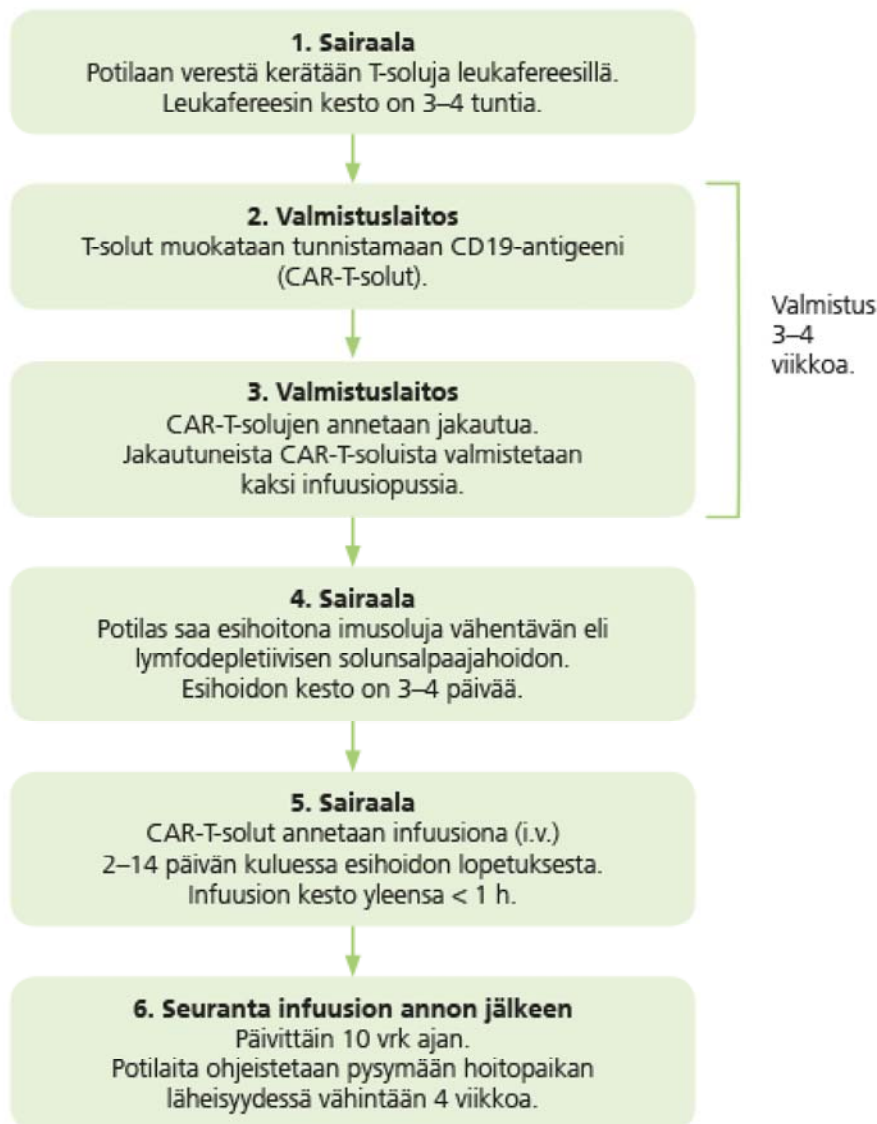 1. Sairaala
Potilaan verestä kerätään T-soluja leukafereesillä.
Leukafereesin kesto on 3–4 tuntia.
2. Valmistuslaitos
T-solut muokataan tunnistamaan CD19-antigeeni
(CAR-T-solut).
3. Valmistuslaitos
CAR-T-solujen annetaan jakautua.
Jakautuneista CAR-T-soluista valmistetaan
kaksi infuusiopussia.
Valmistus
3–4
viikkoa.
4. Sairaala
Potilas saa esihoitona imusoluja vähentävän eli
lymfodepletiivisen solunsalpaajahoidon.
Esihoidon kesto on 3–4 päivää.
5. Sairaala
CAR-T-solut annetaan infuusiona (i.v.)
2–14 päivän kuluessa esihoidon lopetuksesta.
Infuusion kesto yleensa < 1 h.
6. Seuranta infuusion annon jälkeen
Päivittäin 10 vrk ajan.
Potilaita ohjeistetaan pysymään hoitopaikan
läheisyydessä vähintään 4 viikkoa.